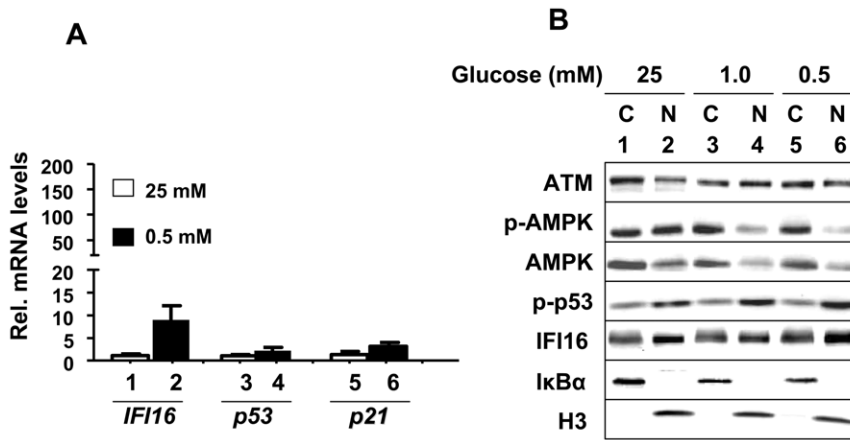 A
Rel. mRNA levels
200
150
100
50
20
15
10
5
0
25 mM
0.5 mM
1 2 3 4 5 6
IFI16 p53 p21
B
Glucose (mM) 25 1.0 0.5
C N C N C N
1 2 3 4 5 6
ATM
p-AMPK
AMPK
p-p53
IFI16
IκBα
H3